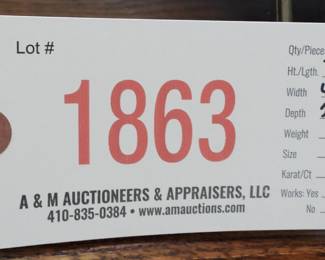 Lot #
1863
A & M AUCTIONEERS & APPRAISERS, LLC
410-835-0384 • www.amauctions.com
Qty/Piece
Ht./Lgth.
Width
Depth
Weight
Size
Karat/Ct
Works: Yes
No